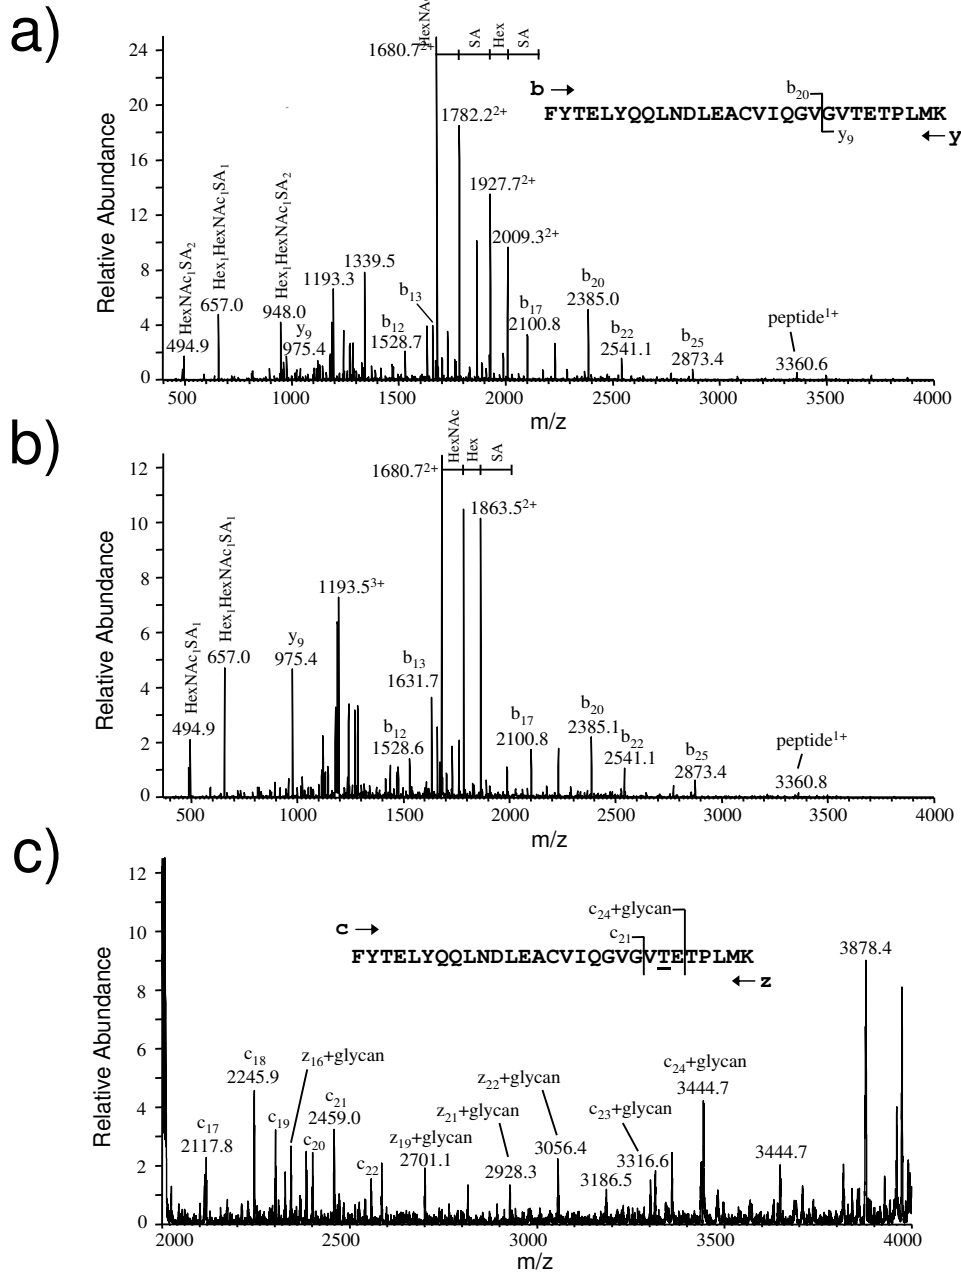 a)
Relative Abundance
24
20
16
12
8
4
0
HexNAc₁SA₂
494.9
Hex₁HexNAc₁SA₁
657.0
Hex₁HexNAc₁SA₂
948.0
y₉
975.4
1193.3
1339.5
b₁₂
1528.7
b₁₃
1680.7²⁺
SA
Hex
SA
1782.2²⁺
1927.7²⁺
2009.3²⁺
b₁₇
2100.8
b₂₀
2385.0
b₂₂
2541.1
b₂₅
2873.4
peptide¹⁺
3360.6
b →
b₂₀
FYTELYQQLNDLEACVIQGVGVTETPLMK
y₉
← y
500 1000 1500 2000 2500 3000 3500 4000
m/z
b)
Relative Abundance
12
10
8
6
4
2
0
HexNAc₁SA₁
494.9
Hex₁HexNAc₁SA₁
657.0
y₉
975.4
1193.5³⁺
b₁₂
1528.6
b₁₃
1631.7
1680.7²⁺
HexNAc
Hex
SA
1863.5²⁺
b₁₇
2100.8
b₂₀
2385.1
b₂₂
2541.1
b₂₅
2873.4
peptide¹⁺
3360.8
500 1000 1500 2000 2500 3000 3500 4000
m/z
c)
Relative Abundance
12
10
8
6
4
2
0
c →
c₂₄+glycan
c₂₁
FYTELYQQLNDLEACVIQGVGVTETPLMK
← z
c₁₇
2117.8
c₁₈
2245.9
c₁₉
z₁₆+glycan
c₂₀
c₂₁
2459.0
c₂₂
z₁₉+glycan
2701.1
z₂₁+glycan
2928.3
z₂₂+glycan
3056.4
3186.5
c₂₃+glycan
3316.6
c₂₄+glycan
3444.7
3444.7
3878.4
2000 2500 3000 3500 4000
m/z